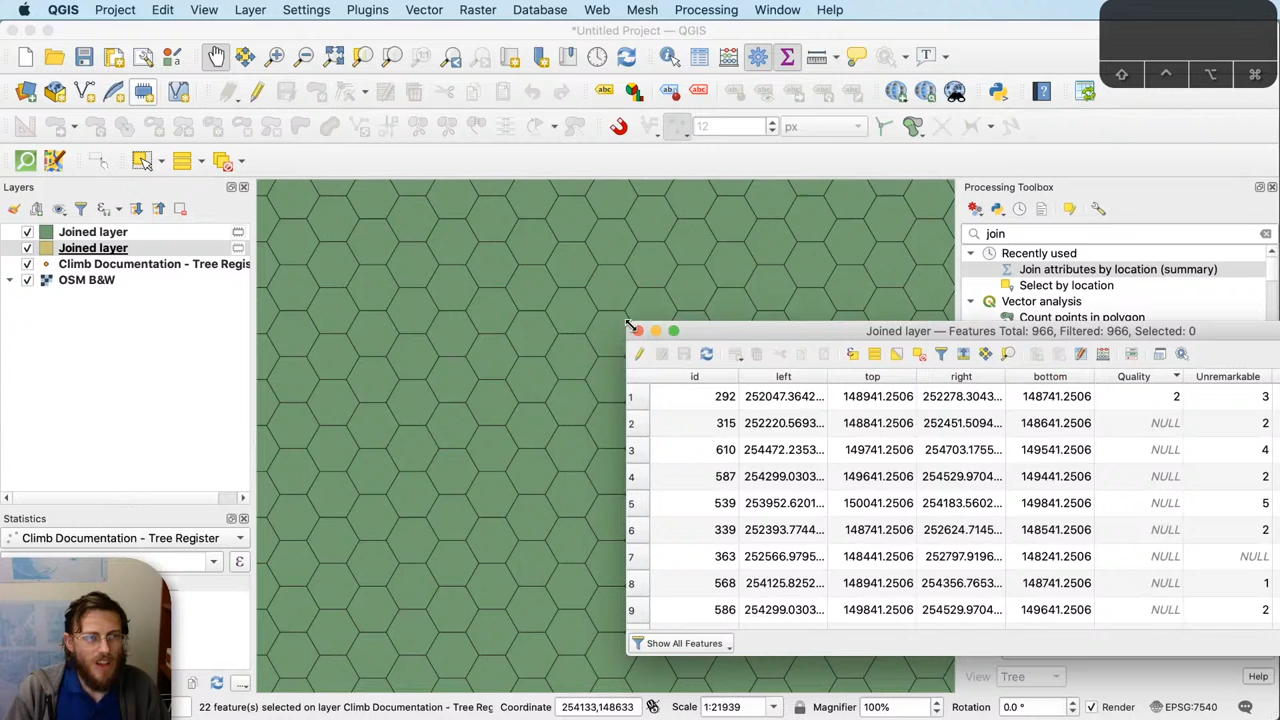 QGIS Project Edit View Layer Settings Plugins Vector Raster Database Web Mesh Processing Window Help
*Untitled Project — QGIS
abc abc abc
12 px
Layers
Joined layer
Joined layer
Climb Documentation - Tree Regis
OSM B&W
Processing Toolbox
join
Recently used
Join attributes by location (summary)
Select by location
Vector analysis
Count points in polygon
Joined layer — Features Total: 966, Filtered: 966, Selected: 0
id left top right bottom Quality Unremarkable
1 292 252047.3642... 148941.2506 252278.3043... 148741.2506 2 3
2 315 252220.5693... 148841.2506 252451.5094... 148641.2506 NULL 2
3 610 254472.2353... 149741.2506 254703.1755... 149541.2506 NULL 4
4 587 254299.0303... 149641.2506 254529.9704... 149441.2506 NULL 2
5 539 253952.6201... 150041.2506 254183.5602... 149841.2506 NULL 5
6 339 252393.7744... 148741.2506 252624.7145... 148541.2506 NULL 2
7 363 252566.9795... 148441.2506 252797.9196... 148241.2506 NULL NULL
8 568 254125.8252... 148941.2506 254356.7653... 148741.2506 NULL 1
9 586 254299.0303... 149841.2506 254529.9704... 149641.2506 NULL 2
Show All Features
Statistics
Climb Documentation - Tree Register
View Tree Help
22 feature(s) selected on layer Climb Documentation - Tree Reg Coordinate 254133,148633 Scale 1:21939 Magnifier 100% Rotation 0.0 ° Render EPSG:7540